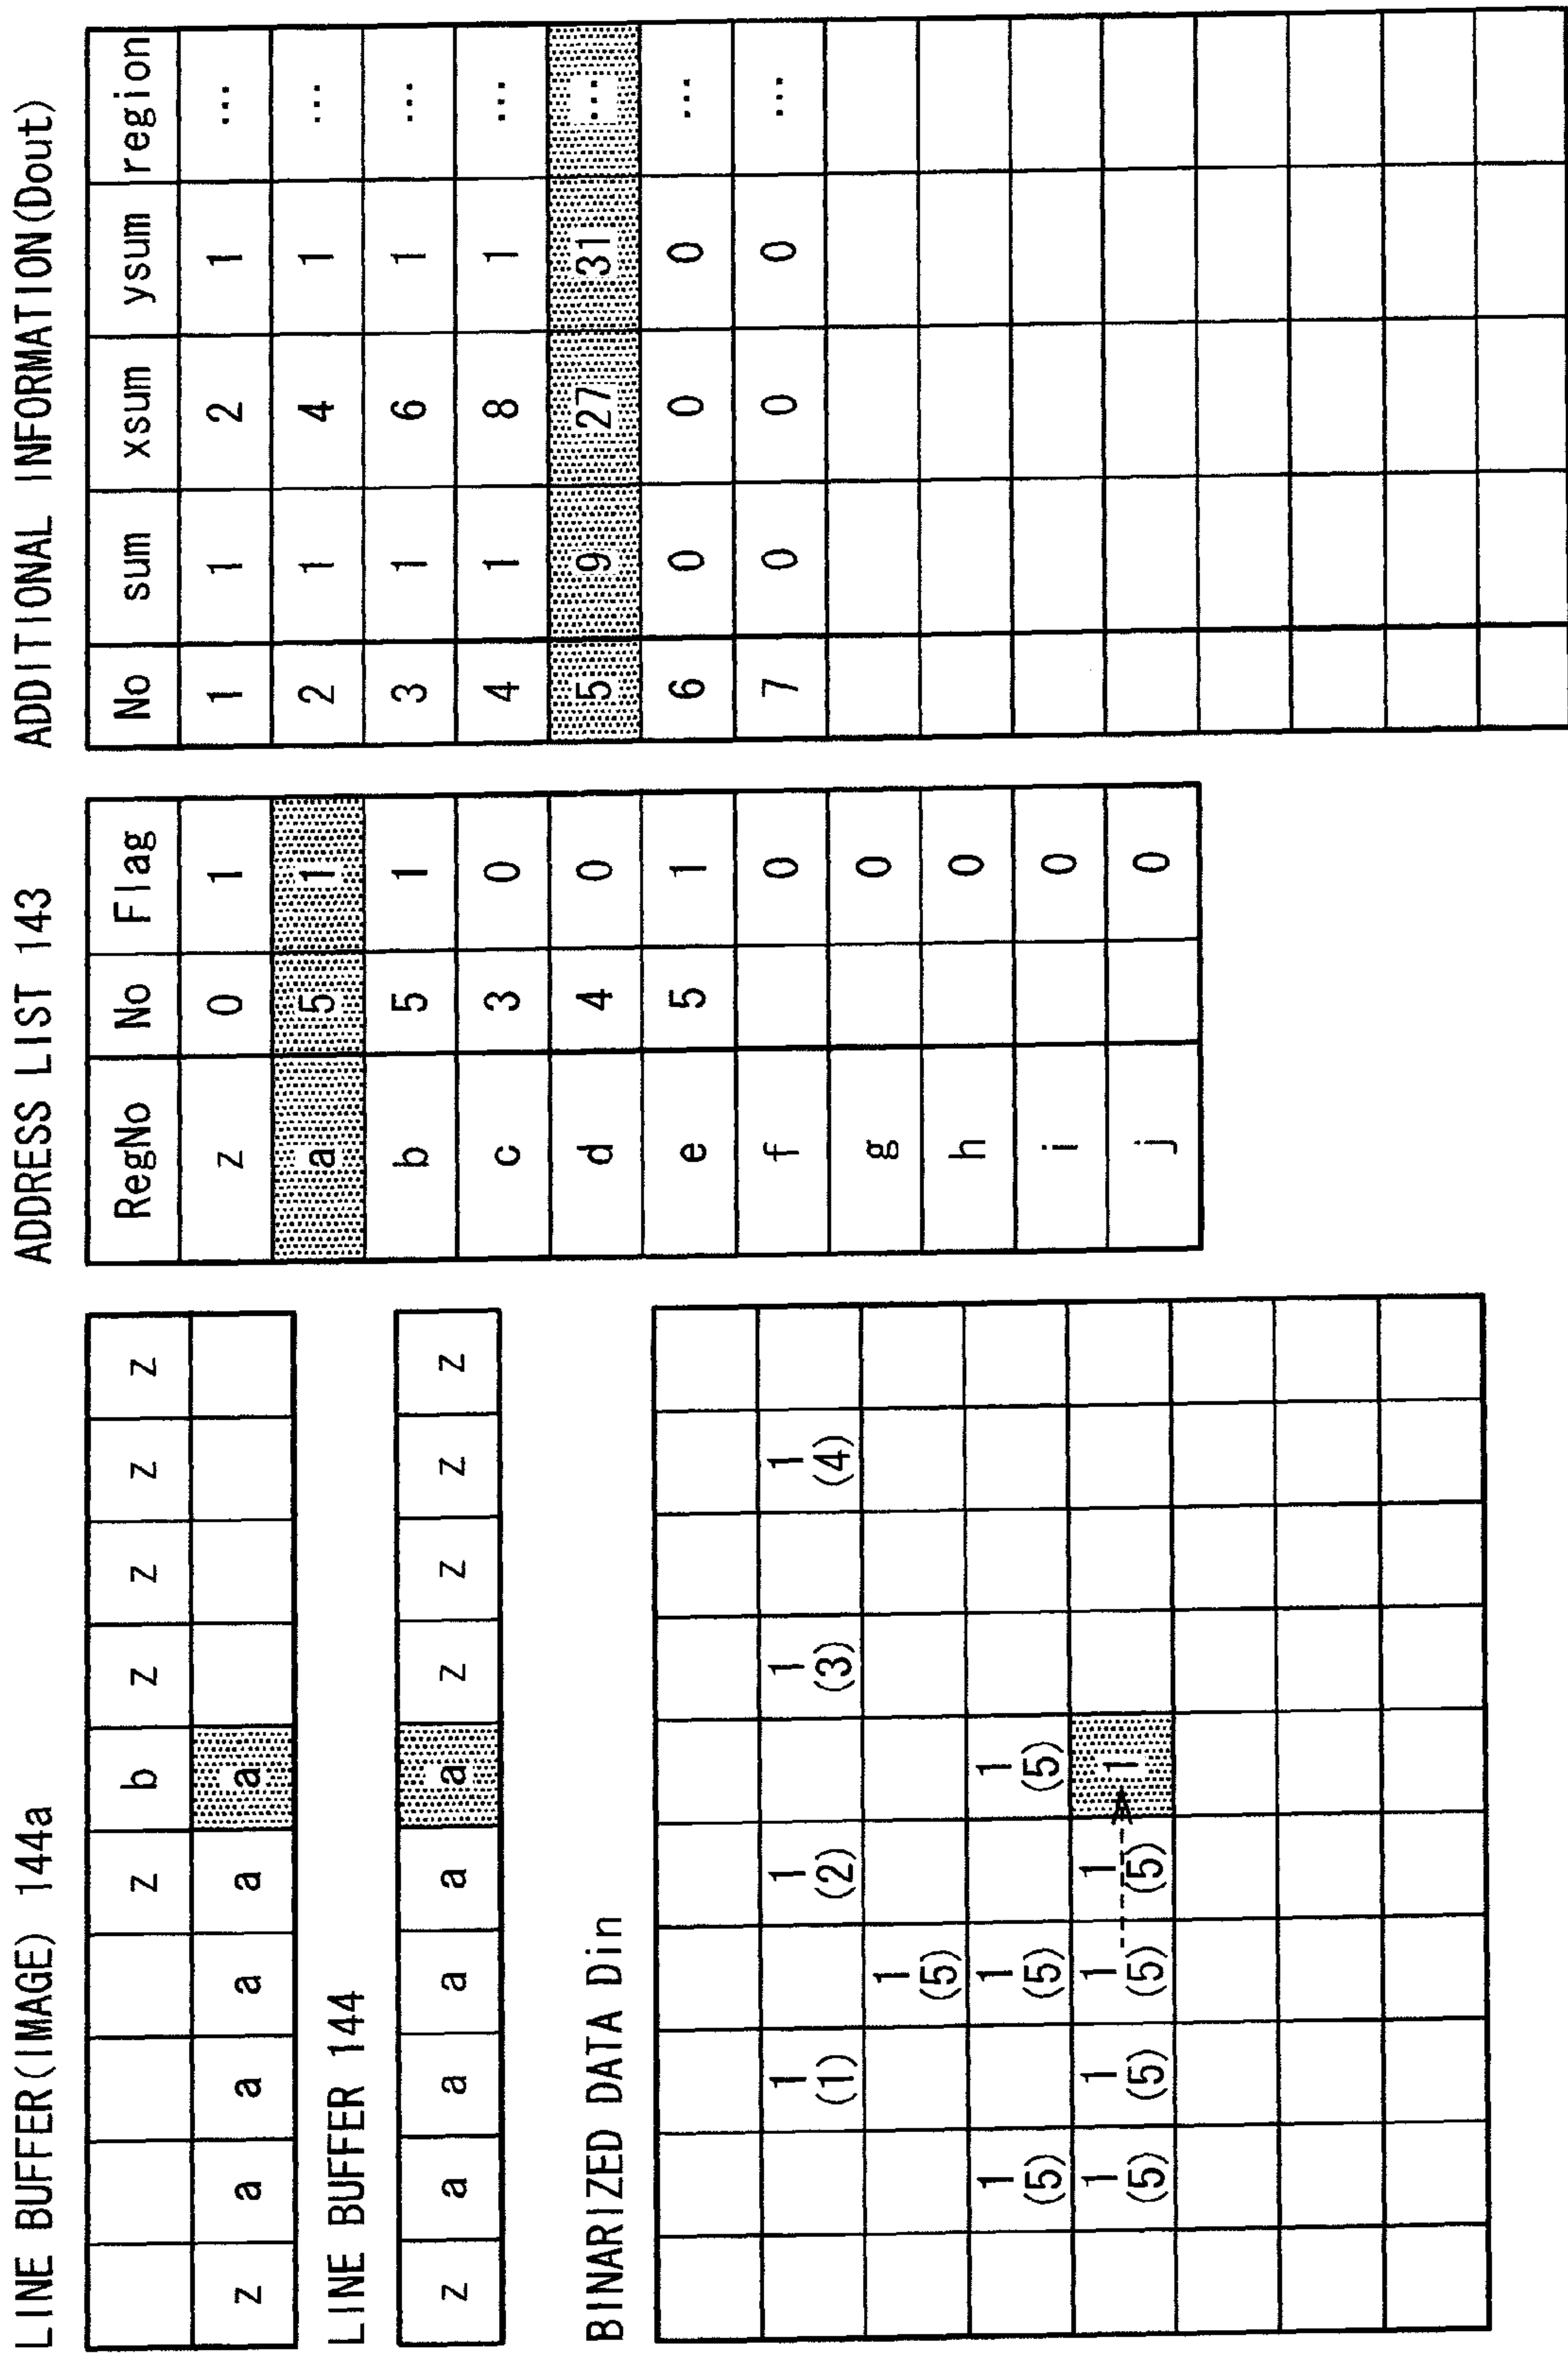 LINE BUFFER(IMAGE) 144a
z b z z z z
z a a a a a
LINE BUFFER 144
z a a a a a z z z z
BINARIZED DATA Din
1 1 1 1
(1) (2) (3) (4)
1
(5)
1 1 1
(5) (5) (5)
1 1 1 1 1
(5) (5) (5) (5)
ADDRESS LIST 143
RegNo No Flag
z 0 1
a 5 1
b 5 1
c 3 0
d 4 0
e 5 1
f 0
g 0
h 0
i 0
j 0
ADDITIONAL INFORMATION(Dout)
No sum xsum ysum region
1 1 2 1 ...
2 1 4 1 ...
3 1 6 1 ...
4 1 8 1 ...
5 9 27 31 ...
6 0 0 0 ...
7 0 0 0 ...